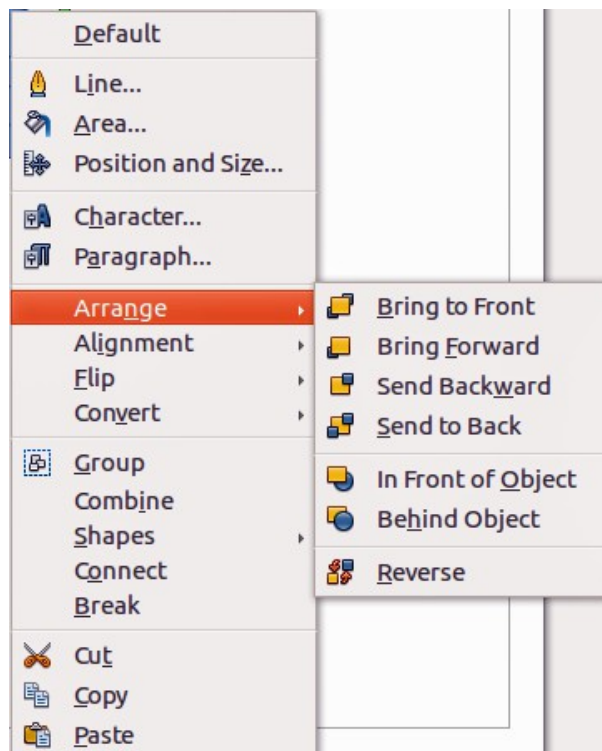 Default
Line...
Area...
Position and Size...
Character...
Paragraph...
Arrange
Alignment
Flip
Convert
Group
Combine
Shapes
Connect
Break
Cut
Copy
Paste
Bring to Front
Bring Forward
Send Backward
Send to Back
In Front of Object
Behind Object
Reverse